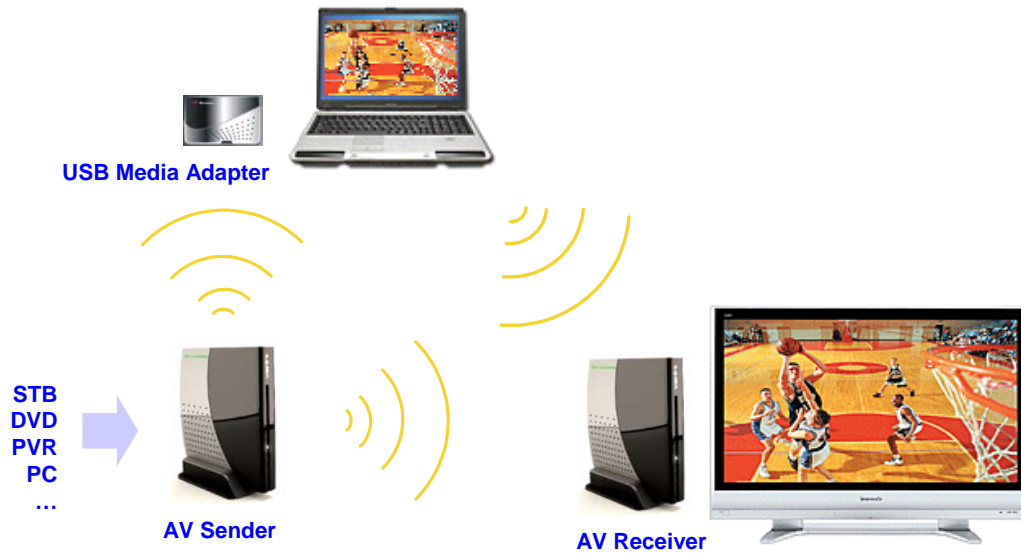 USB Media Adapter
STB
DVD
PVR
PC
...
AV Sender
AV Receiver